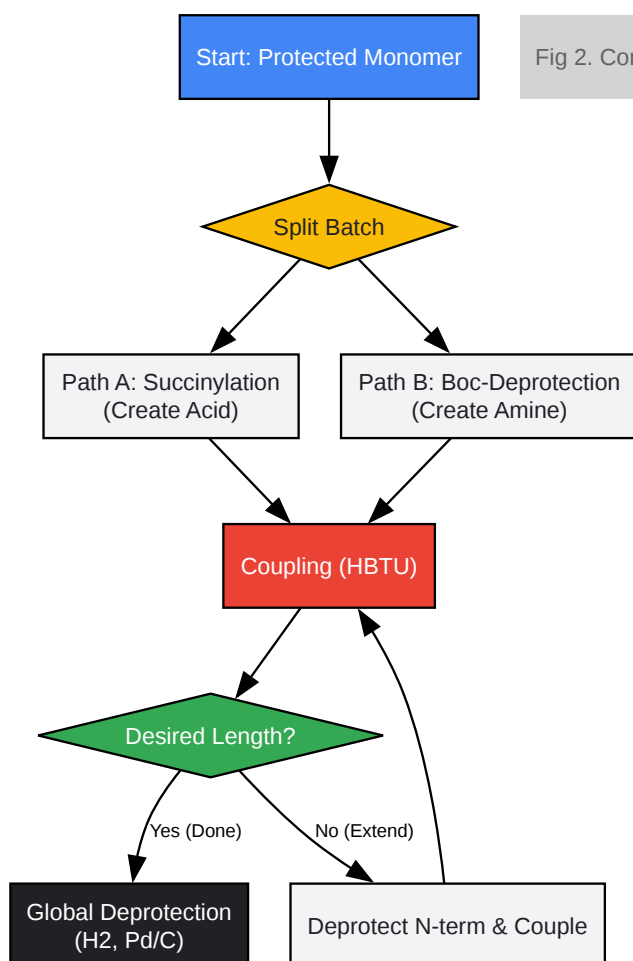 Start: Protected Monomer
Fig 2. Con
Split Batch
Path A: Succinylation
(Create Acid)
Path B: Boc-Deprotection
(Create Amine)
Coupling (HBTU)
Desired Length?
Yes (Done)
No (Extend)
Global Deprotection
(H2, Pd/C)
Deprotect N-term & Couple